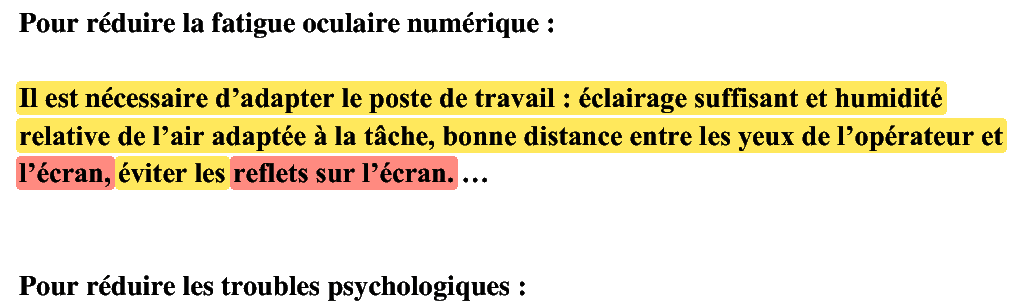 Pour réduire la fatigue oculaire numérique :
Il est nécessaire d’adapter le poste de travail : éclairage suffisant et humidité
relative de l’air adaptée à la tâche, bonne distance entre les yeux de l’opérateur et
l’écran, éviter les reflets sur l’écran. …
Pour réduire les troubles psychologiques :